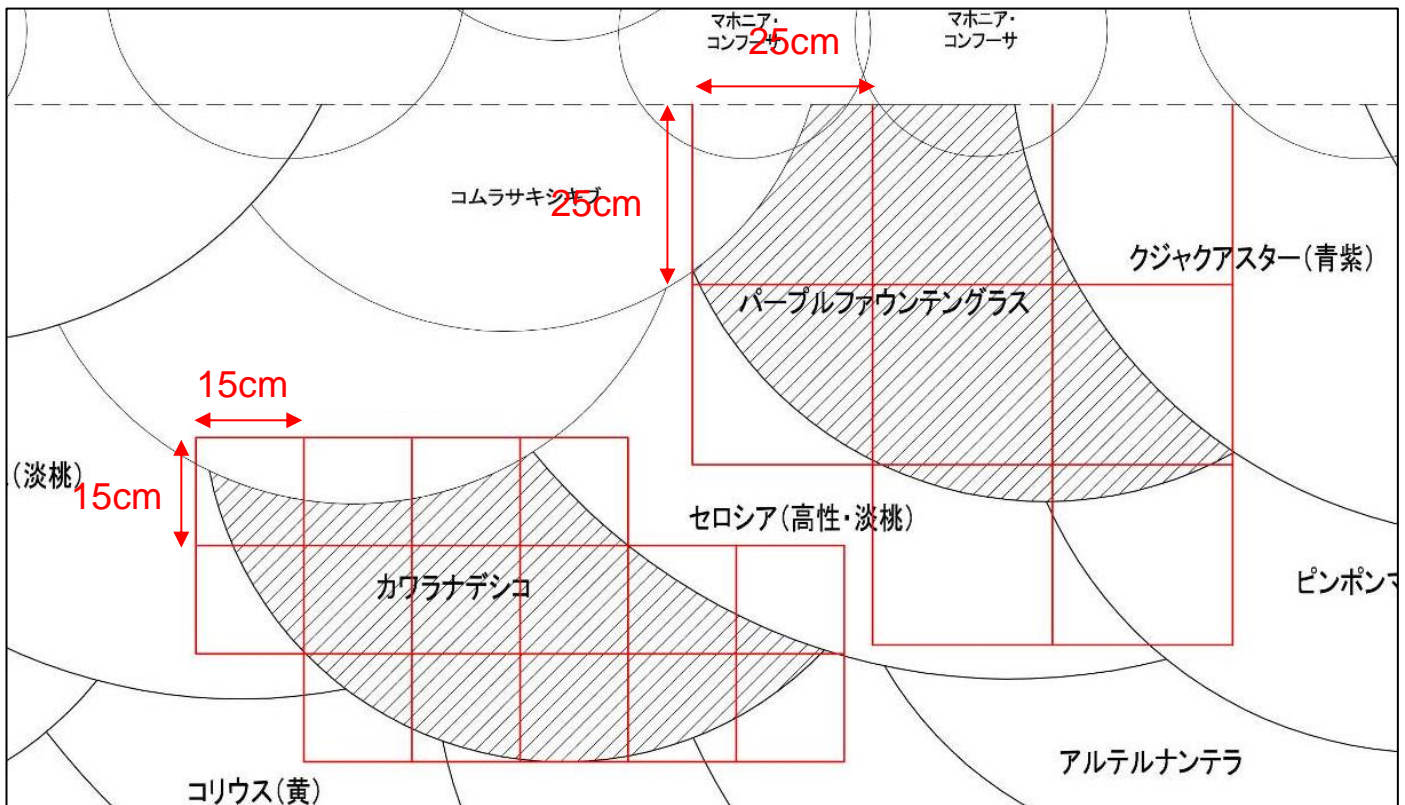 マホニア・
コンフーサ
マホニア・
コンフーサ
25cm
コムラサキシキブ
25cm
クジャクアスター(青紫)
パープルファウンテングラス
15cm
(淡桃)
15cm
セロシア(高性・淡桃)
カワラナデシコ
ピンポンマ
アルテルナンテラ
コリウス(黄)